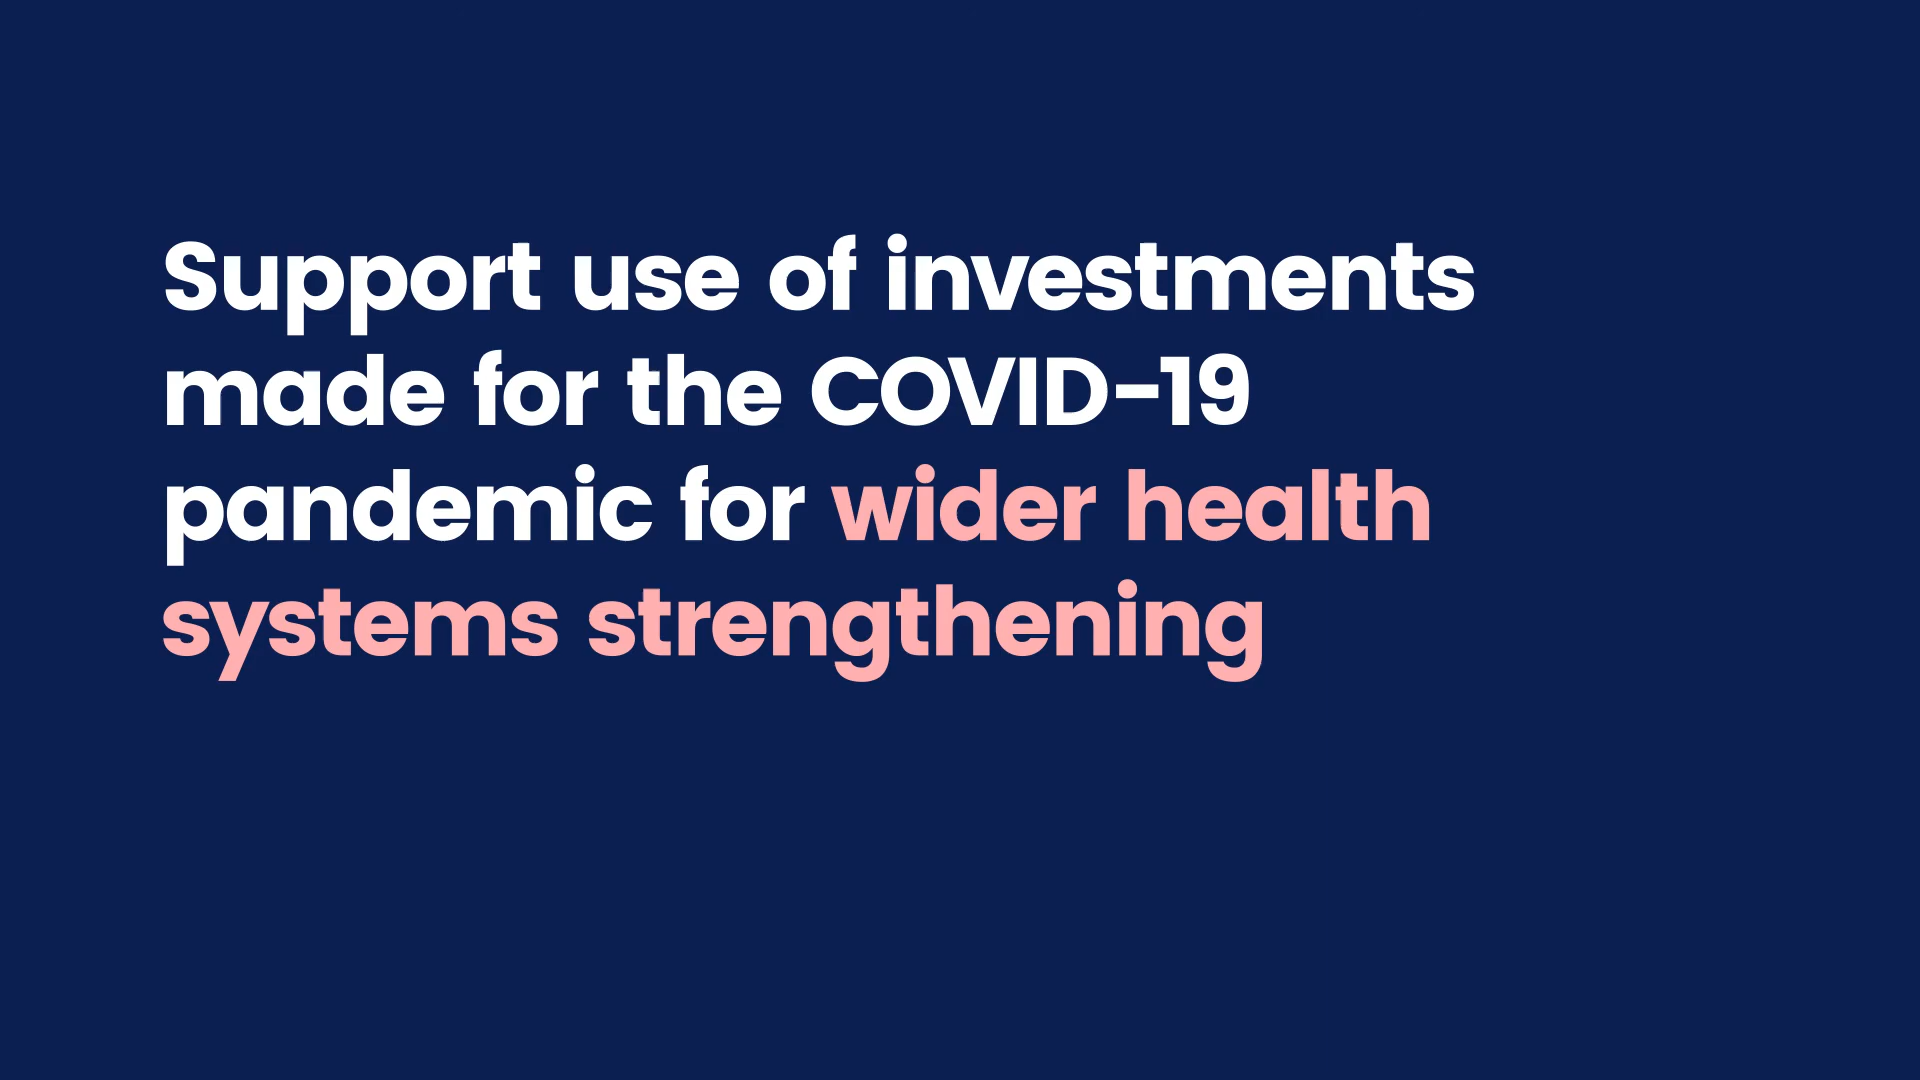 Support use of investments
made for the COVID-19
pandemic for wider health
systems strengthening